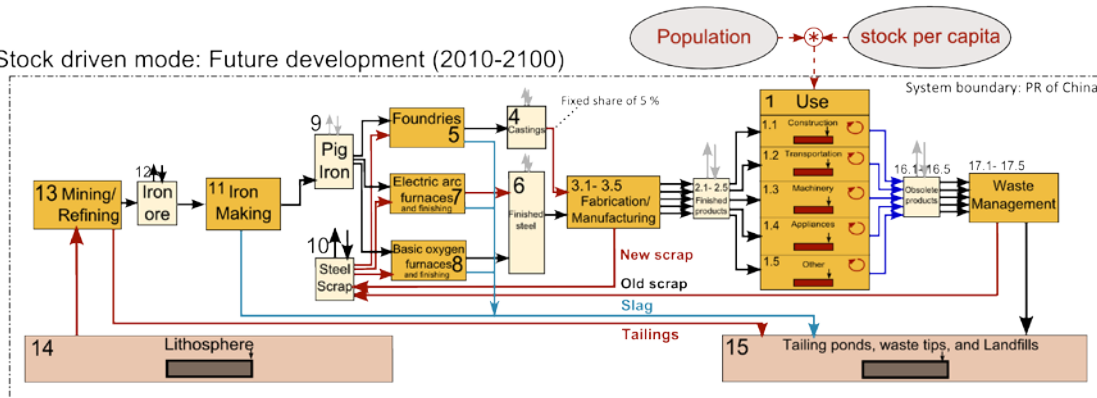 Population
stock per capita
*
Stock driven mode: Future development (2010-2100)
System boundary: PR of China
Fixed share of 5 %
9
Pig
Iron
Foundries
5
4
Castings
1 Use
1.1 Construction
1.2 Transportation
1.3 Machinery
1.4 Appliances
1.5 Other
12
Iron
ore
13 Mining/
Refining
11 Iron
Making
Electric arc
furnaces
and finishing
7
6
Finished
steel
3.1- 3.5
Fabrication/
Manufacturing
2.1- 2.5
Finished
products
16.1- 16.5
Obsolete
products
17.1- 17.5
Waste
Management
10
Steel
Scrap
Basic oxygen
furnaces
and finishing
8
New scrap
Old scrap
Slag
Tailings
14
Lithosphere
15
Tailing ponds, waste tips, and Landfills